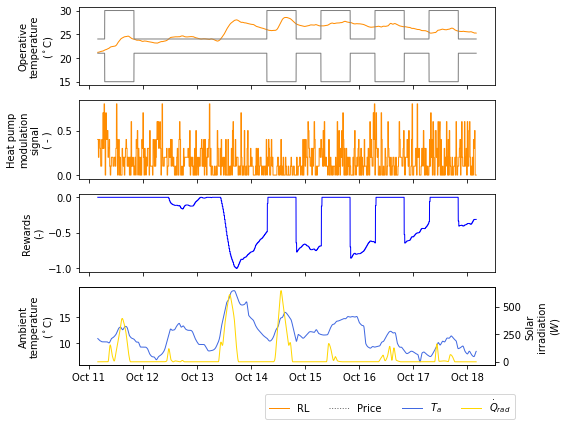 Operative
temperature
(°C)
30
25
20
15
Heat pump
modulation
signal
( - )
0.5
0.0
Rewards
(-)
0.0
−0.5
−1.0
Ambient
temperature
(°C)
15
10
500
250
0
Solar
irradiation
(W)
Oct 11 Oct 12 Oct 13 Oct 14 Oct 15 Oct 16 Oct 17 Oct 18
RL Price T_a Q̇_rad